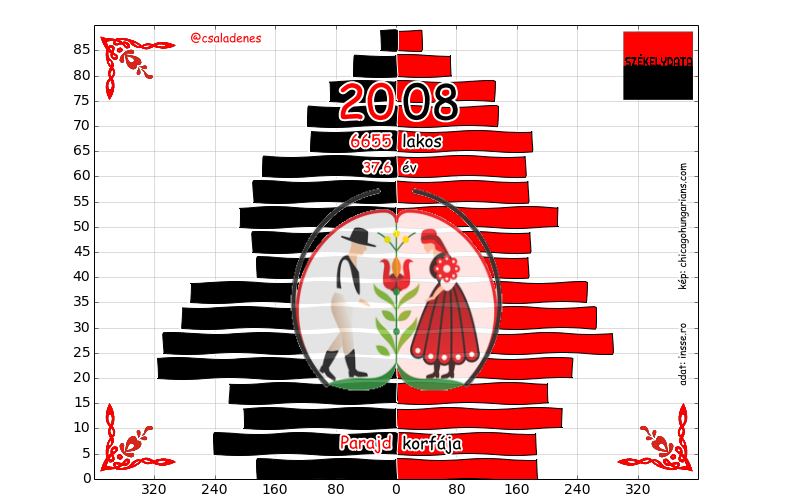 @csaladenes
SZÉKELYDATA
2008
6655 lakos
37.6 év
kép: chicagohungarians.com
adat: insse.ro
Parajd korfája
85
80
75
70
65
60
55
50
45
40
35
30
25
20
15
10
5
0
320 240 160 80 0 80 160 240 320